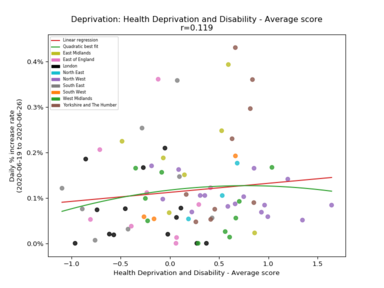 Deprivation: Health Deprivation and Disability - Average score
r=0.119
Linear regression
Quadratic best fit
East Midlands
East of England
London
North East
North West
South East
South West
West Midlands
Yorkshire and The Humber
Daily % increase rate
(2020-06-19 to 2020-06-26)
0.4%
0.3%
0.2%
0.1%
0.0%
−1.0 −0.5 0.0 0.5 1.0 1.5
Health Deprivation and Disability - Average score